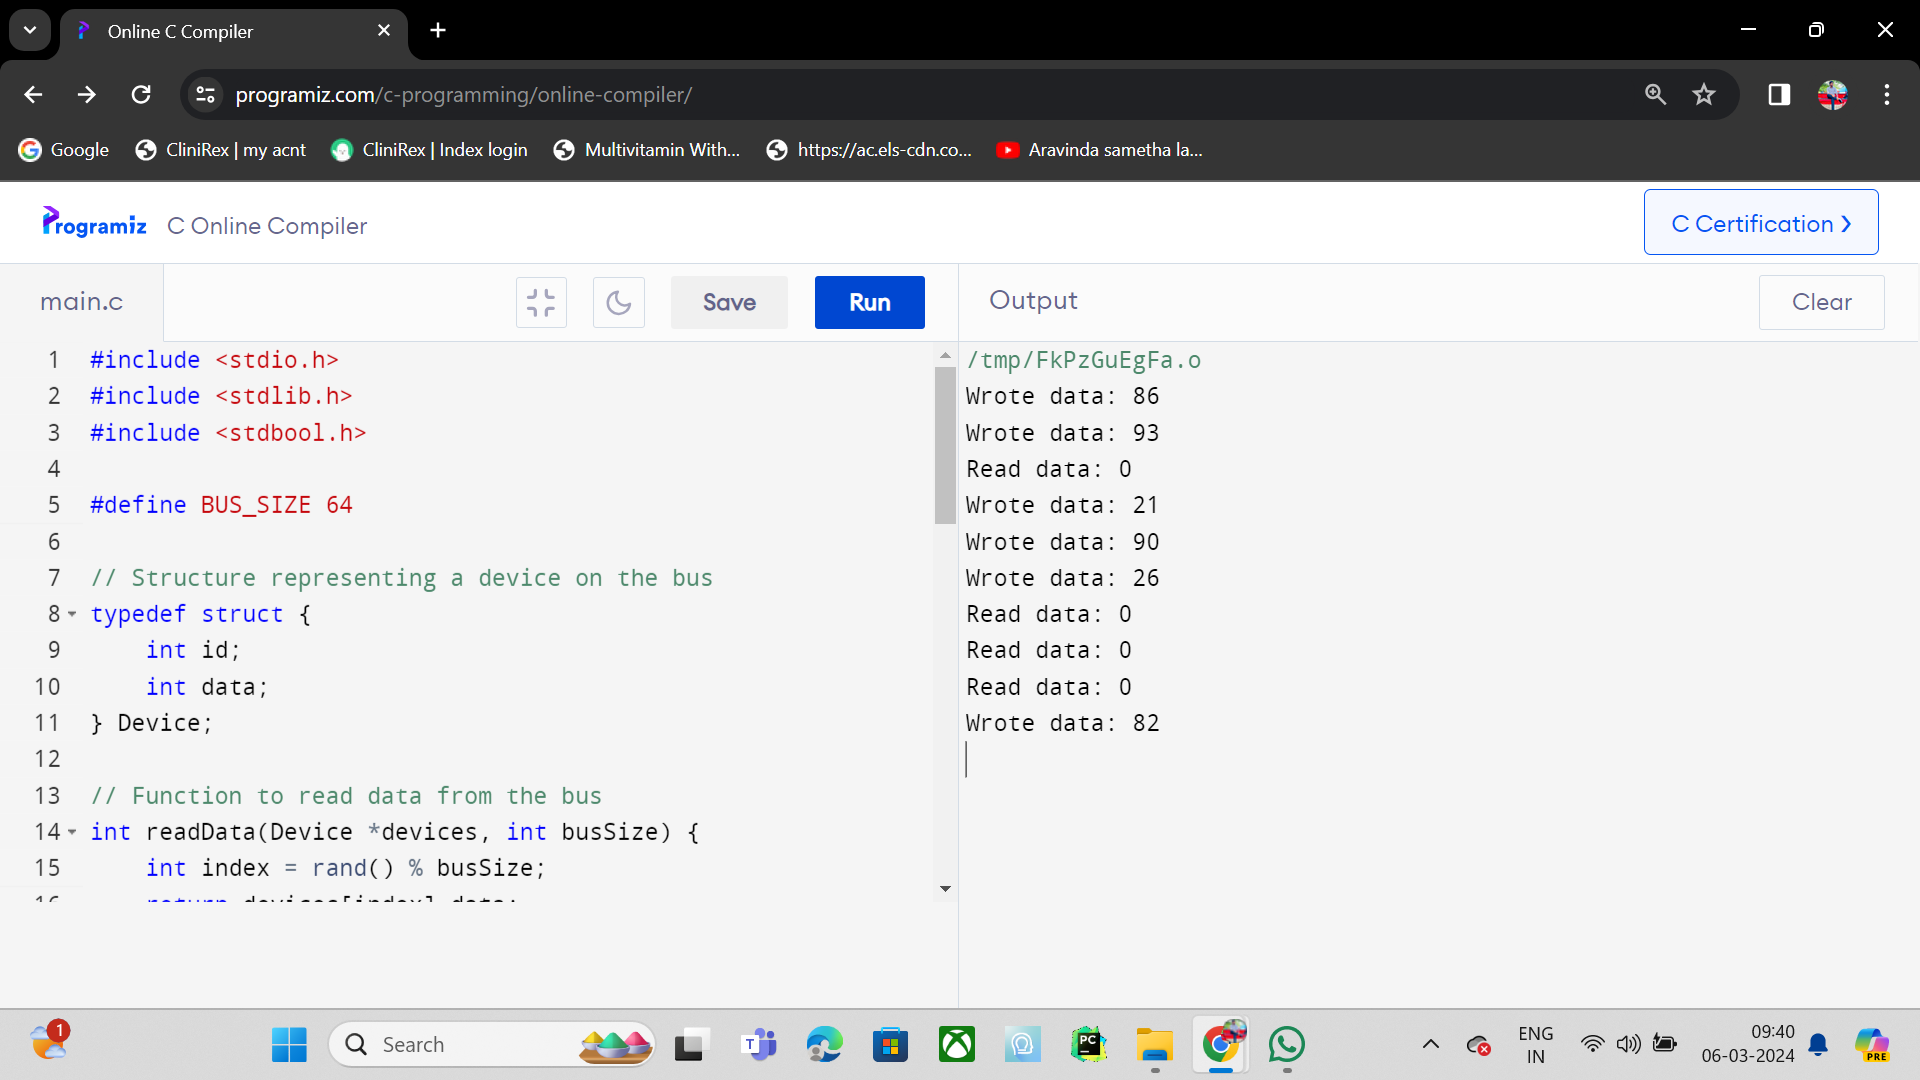 Online C Compiler
programiz.com/c-programming/online-compiler/
Google CliniRex | my acnt CliniRex | Index login Multivitamin With... https://ac.els-cdn.co... Aravinda sametha la...
Programiz C Online Compiler C Certification ❯
main.c Save Run Output Clear
1 #include <stdio.h>
2 #include <stdlib.h>
3 #include <stdbool.h>
4
5 #define BUS_SIZE 64
6
7 // Structure representing a device on the bus
8 typedef struct {
9 int id;
10 int data;
11 } Device;
12
13 // Function to read data from the bus
14 int readData(Device *devices, int busSize) {
15 int index = rand() % busSize;
16 return devices[index].data;
/tmp/FkPzGuEgFa.o
Wrote data: 86
Wrote data: 93
Read data: 0
Wrote data: 21
Wrote data: 90
Wrote data: 26
Read data: 0
Read data: 0
Read data: 0
Wrote data: 82
1 Search T PC ENG 09:40 PRE
IN 06-03-2024